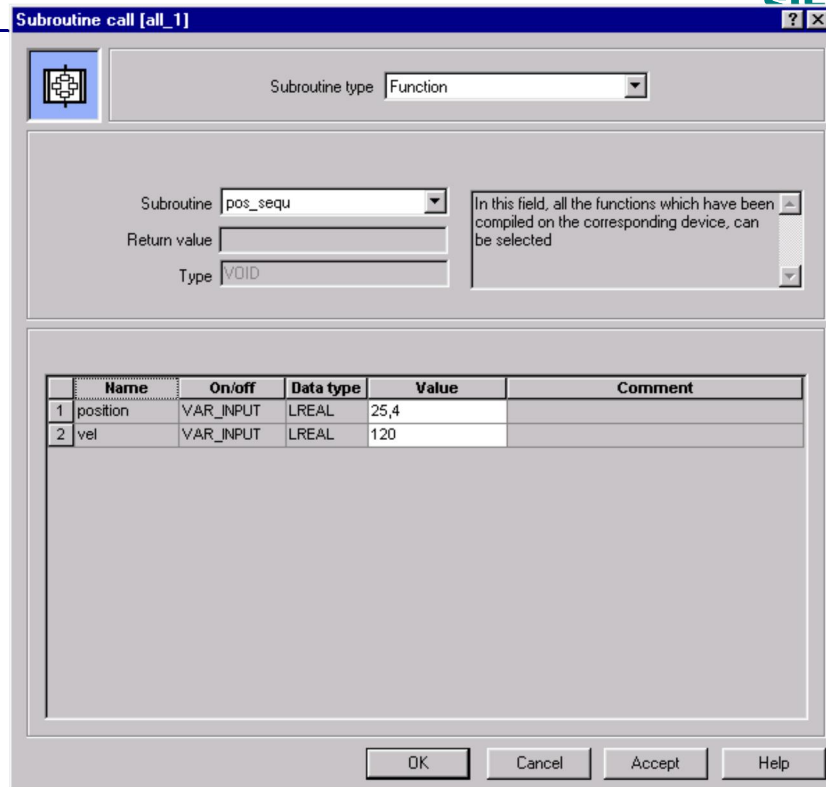 Subroutine call [all_1]
Subroutine type Function
Subroutine pos_sequ
In this field, all the functions which have been
compiled on the corresponding device, can
be selected
Return value
Type VOID
Name On/off Data type Value Comment
1 position VAR_INPUT LREAL 25,4
2 vel VAR_INPUT LREAL 120
OK Cancel Accept Help